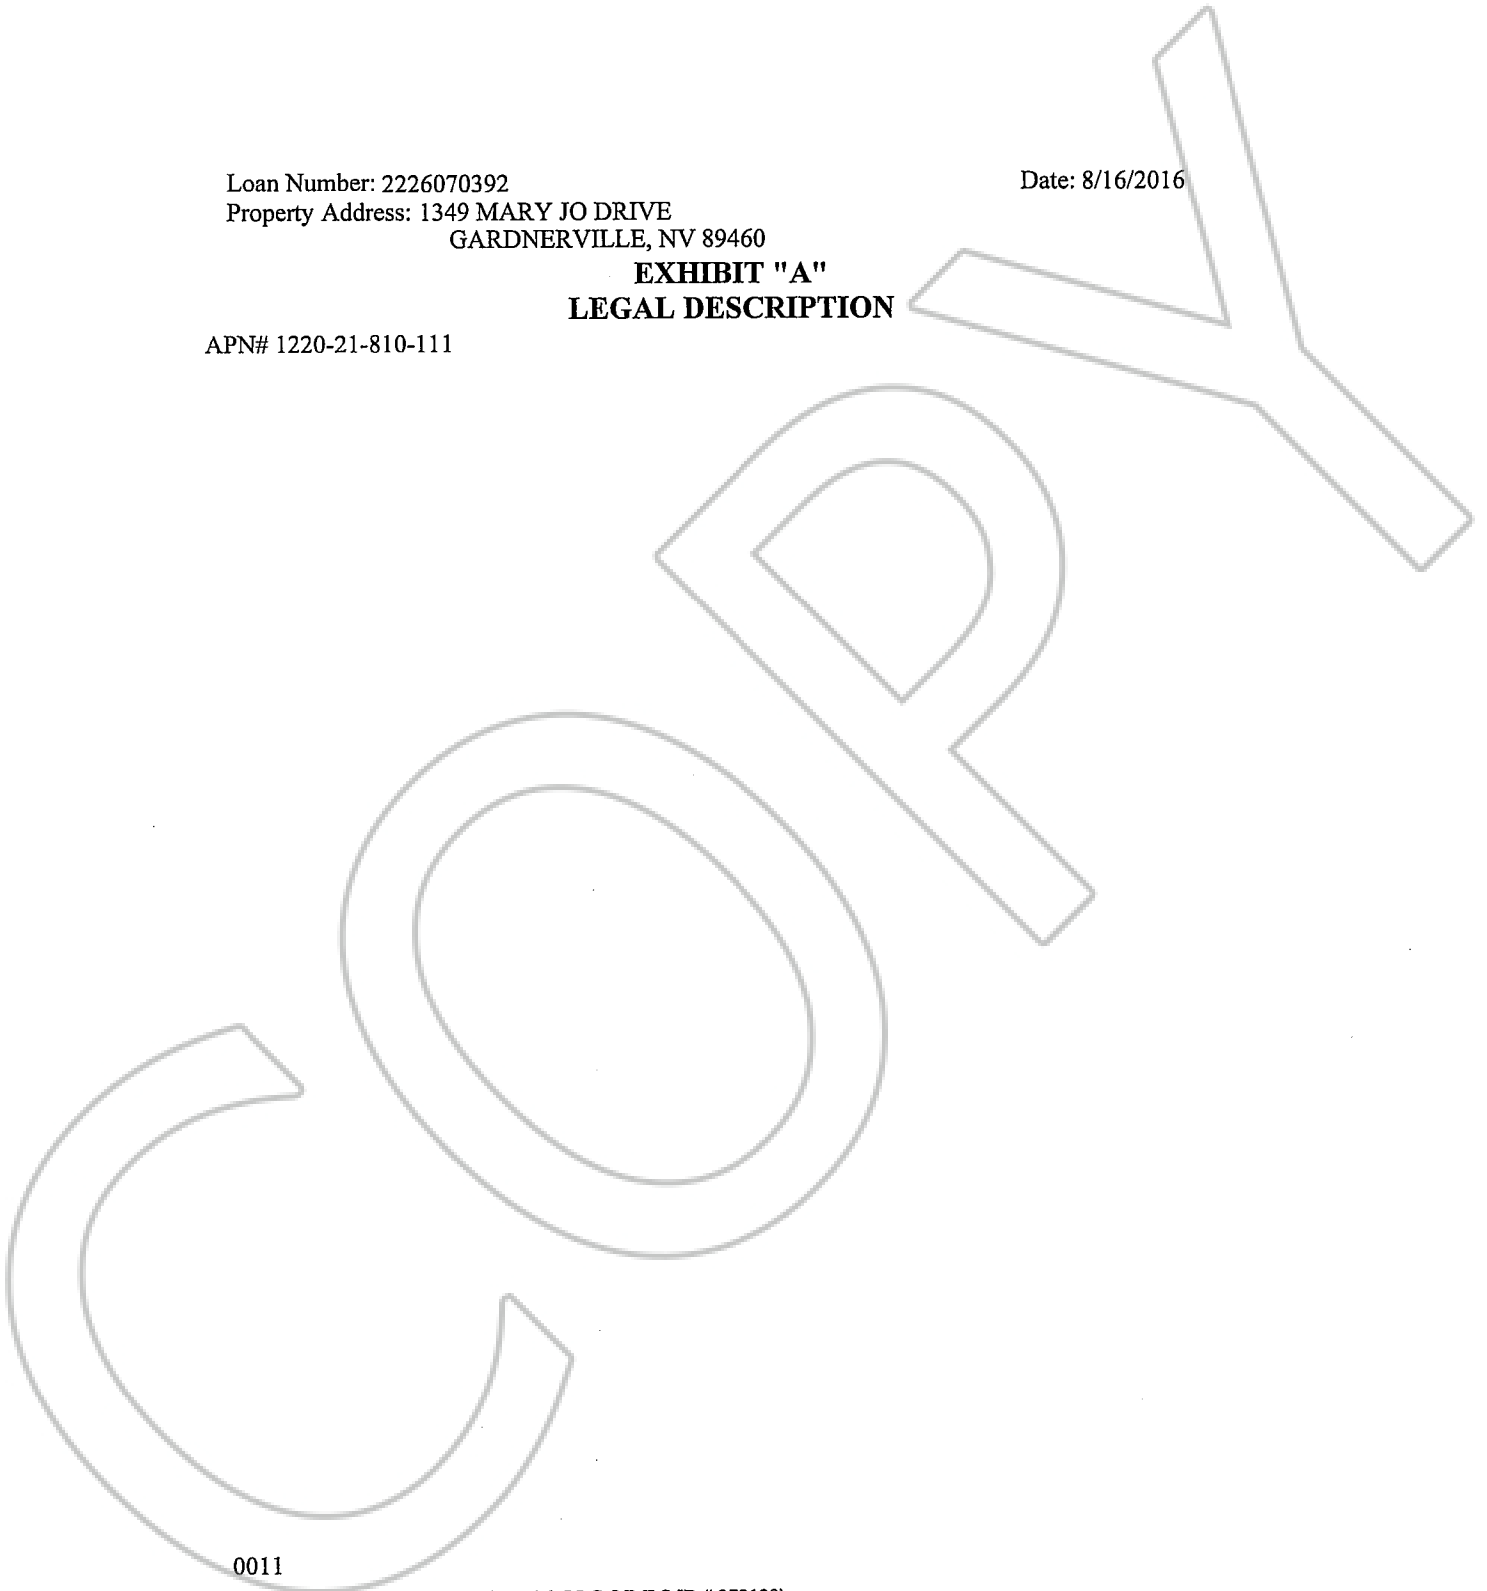 Loan Number: 2226070392
Date: 8/16/2016
Property Address: 1349 MARY JO DRIVE
GARDNERVILLE, NV 89460
EXHIBIT "A"
LEGAL DESCRIPTION
APN# 1220-21-810-111
COPY
0011